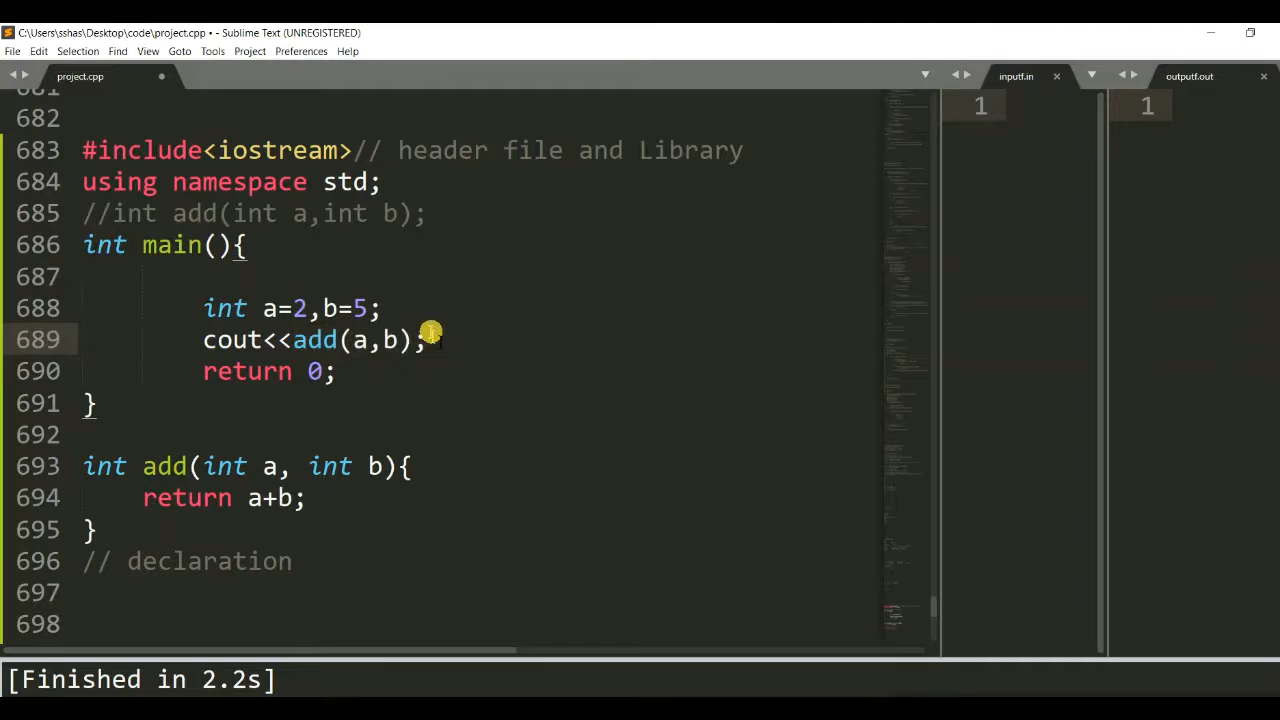 C:\Users\sshas\Desktop\code\project.cpp • - Sublime Text (UNREGISTERED)
File Edit Selection Find View Goto Tools Project Preferences Help
project.cpp inputf.in outputf.out
681
682
683 #include<iostream>// header file and Library
684 using namespace std;
685 //int add(int a,int b);
686 int main(){
687
688 int a=2,b=5;
689 cout<<add(a,b);
690 return 0;
691 }
692
693 int add(int a, int b){
694 return a+b;
695 }
696 // declaration
697
698
1
1
[Finished in 2.2s]